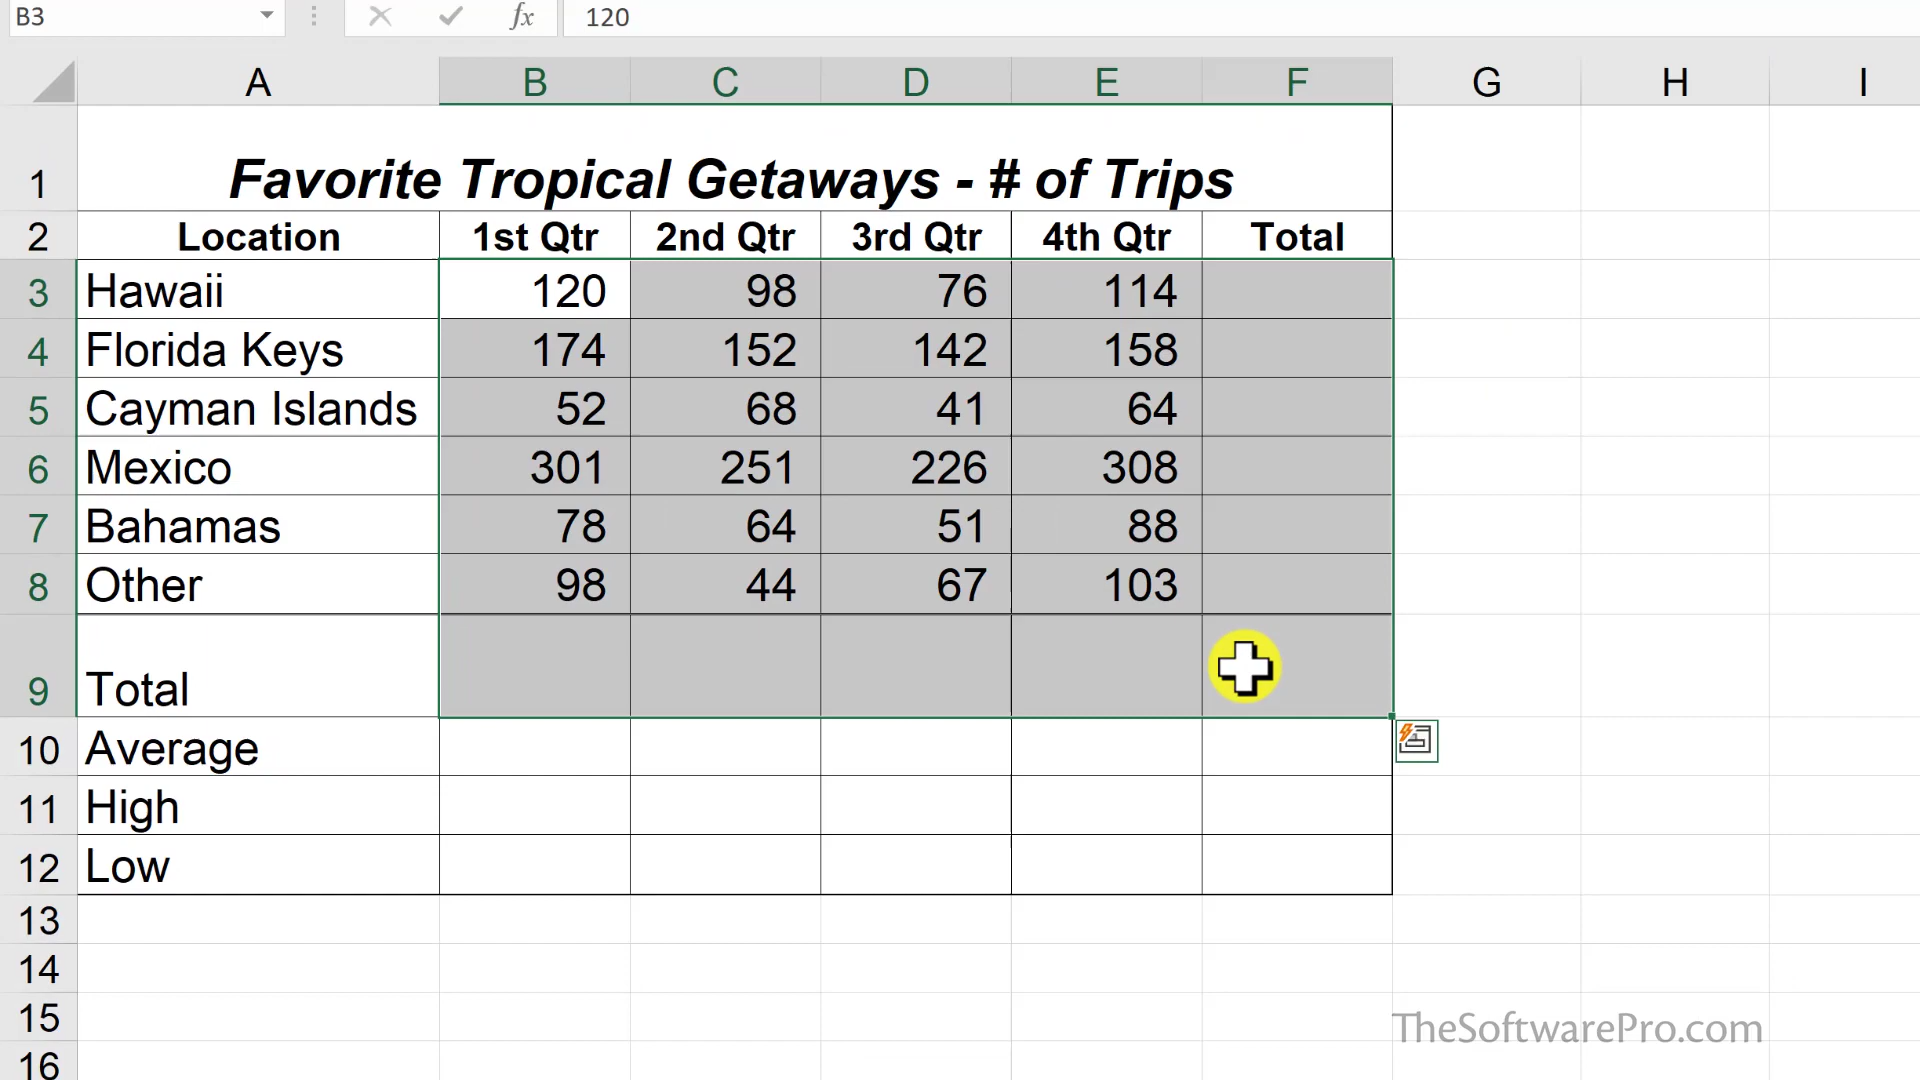 B3 fx 120
A B C D E F G H I
1 Favorite Tropical Getaways - # of Trips
2 Location 1st Qtr 2nd Qtr 3rd Qtr 4th Qtr Total
3 Hawaii 120 98 76 114
4 Florida Keys 174 152 142 158
5 Cayman Islands 52 68 41 64
6 Mexico 301 251 226 308
7 Bahamas 78 64 51 88
8 Other 98 44 67 103
9 Total
10 Average
11 High
12 Low
13
14
15 TheSoftwarePro.com
16